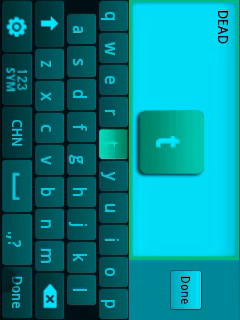 DEAD
t
Done
q w e r t y u i o p
a s d f g h j k l
z x c v b n m
123 SYM CHN .,? Done